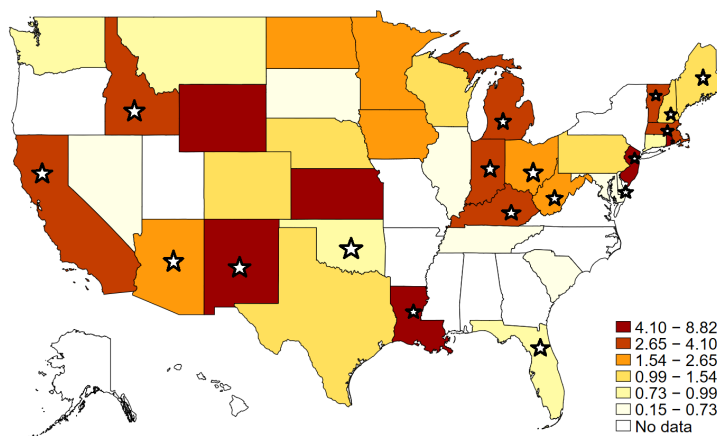 4.10 − 8.82
2.65 − 4.10
1.54 − 2.65
0.99 − 1.54
0.73 − 0.99
0.15 − 0.73
No data